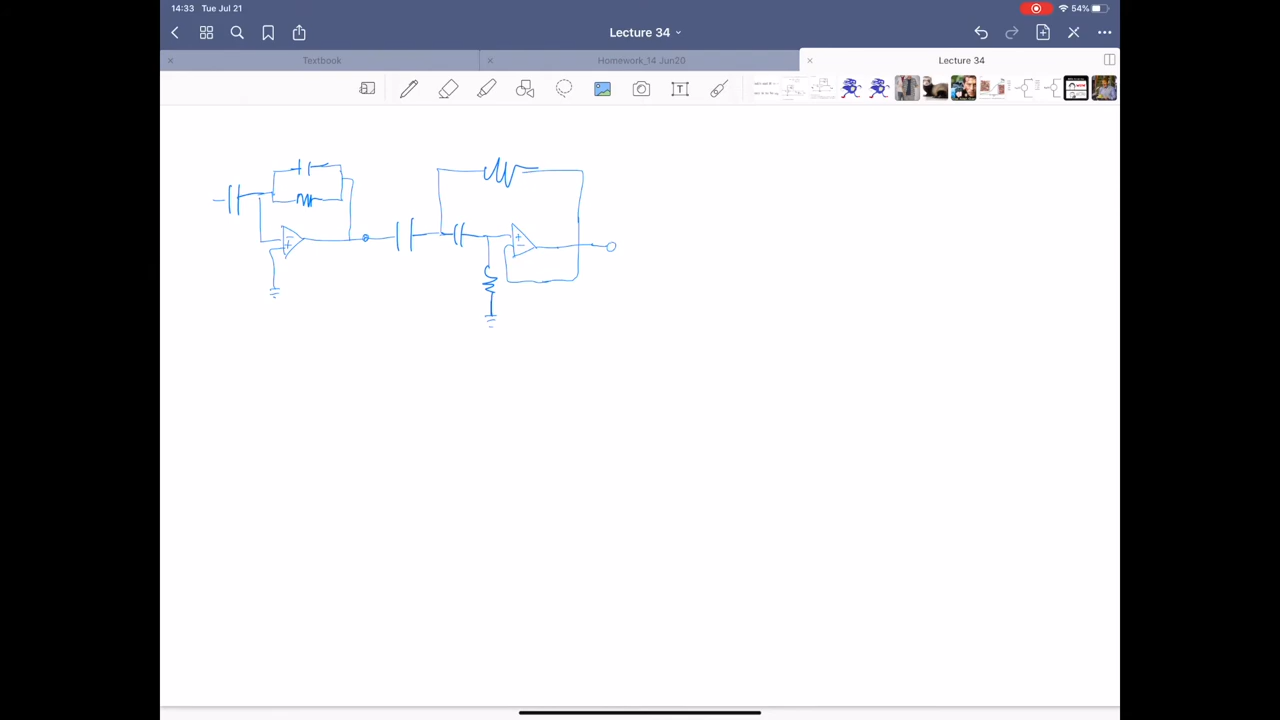 14:33 Tue Jul 21
54%
Lecture 34
Textbook
Homework_14 Jun20
Lecture 34
T
−
+
+
−